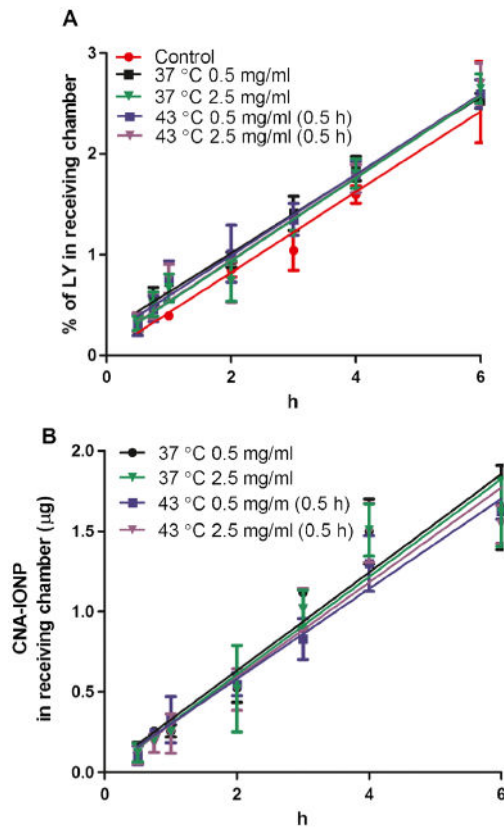 A
Control
37 °C 0.5 mg/ml
37 °C 2.5 mg/ml
43 °C 0.5 mg/ml (0.5 h)
43 °C 2.5 mg/ml (0.5 h)
% of LY in receiving chamber
3
2
1
0
0
2
4
6
h
B
37 °C 0.5 mg/ml
37 °C 2.5 mg/ml
43 °C 0.5 mg/m (0.5 h)
43 °C 2.5 mg/ml (0.5 h)
CNA-IONP
in receiving chamber (µg)
2.0
1.5
1.0
0.5
0.0
0
2
4
6
h